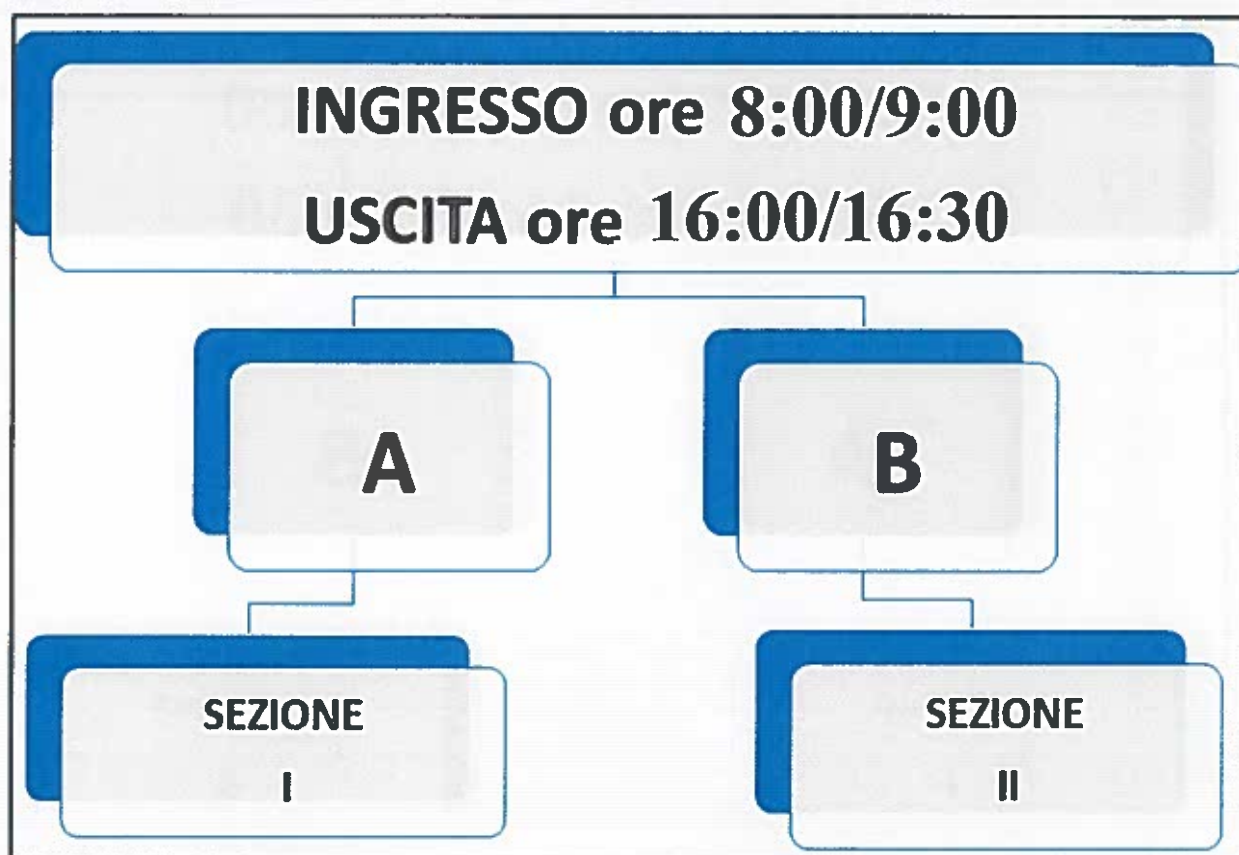 INGRESSO ore 8:00/9:00
USCITA ore 16:00/16:30
A
B
SEZIONE
I
SEZIONE
II